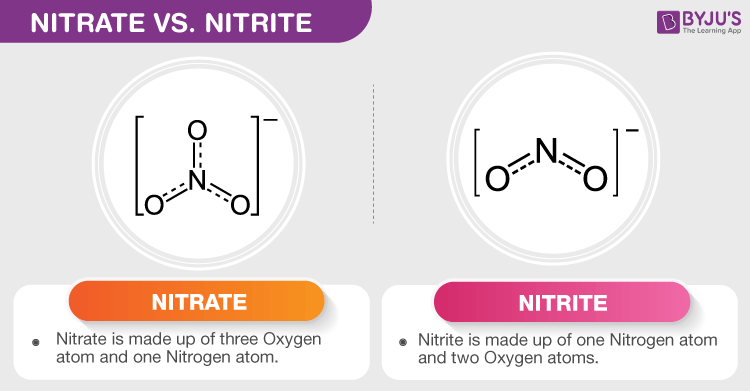 NITRATE VS. NITRITE
BYJU'S
The Learning App
O
N
O O
–
N
O O
–
NITRATE
Nitrate is made up of three Oxygen
atom and one Nitrogen atom.
NITRITE
Nitrite is made up of one Nitrogen atom
and two Oxygen atoms.